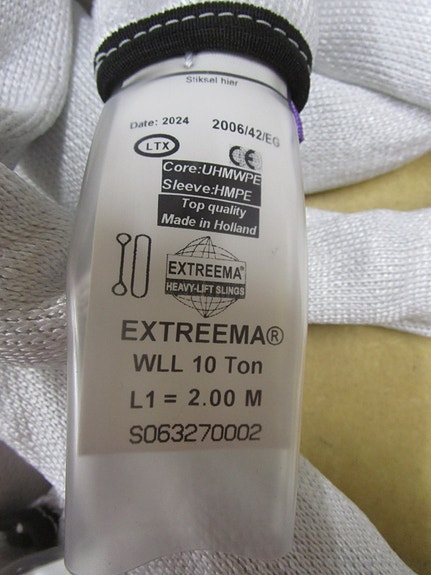 Stiksel hier
Date: 2024 2006/42/EG
LTX
CE
Core:UHMWPE
Sleeve:HMPE
Top quality
Made in Holland
EXTREEMA®
HEAVY-LIFT SLINGS
EXTREEMA®
WLL 10 Ton
L1 = 2.00 M
S063270002